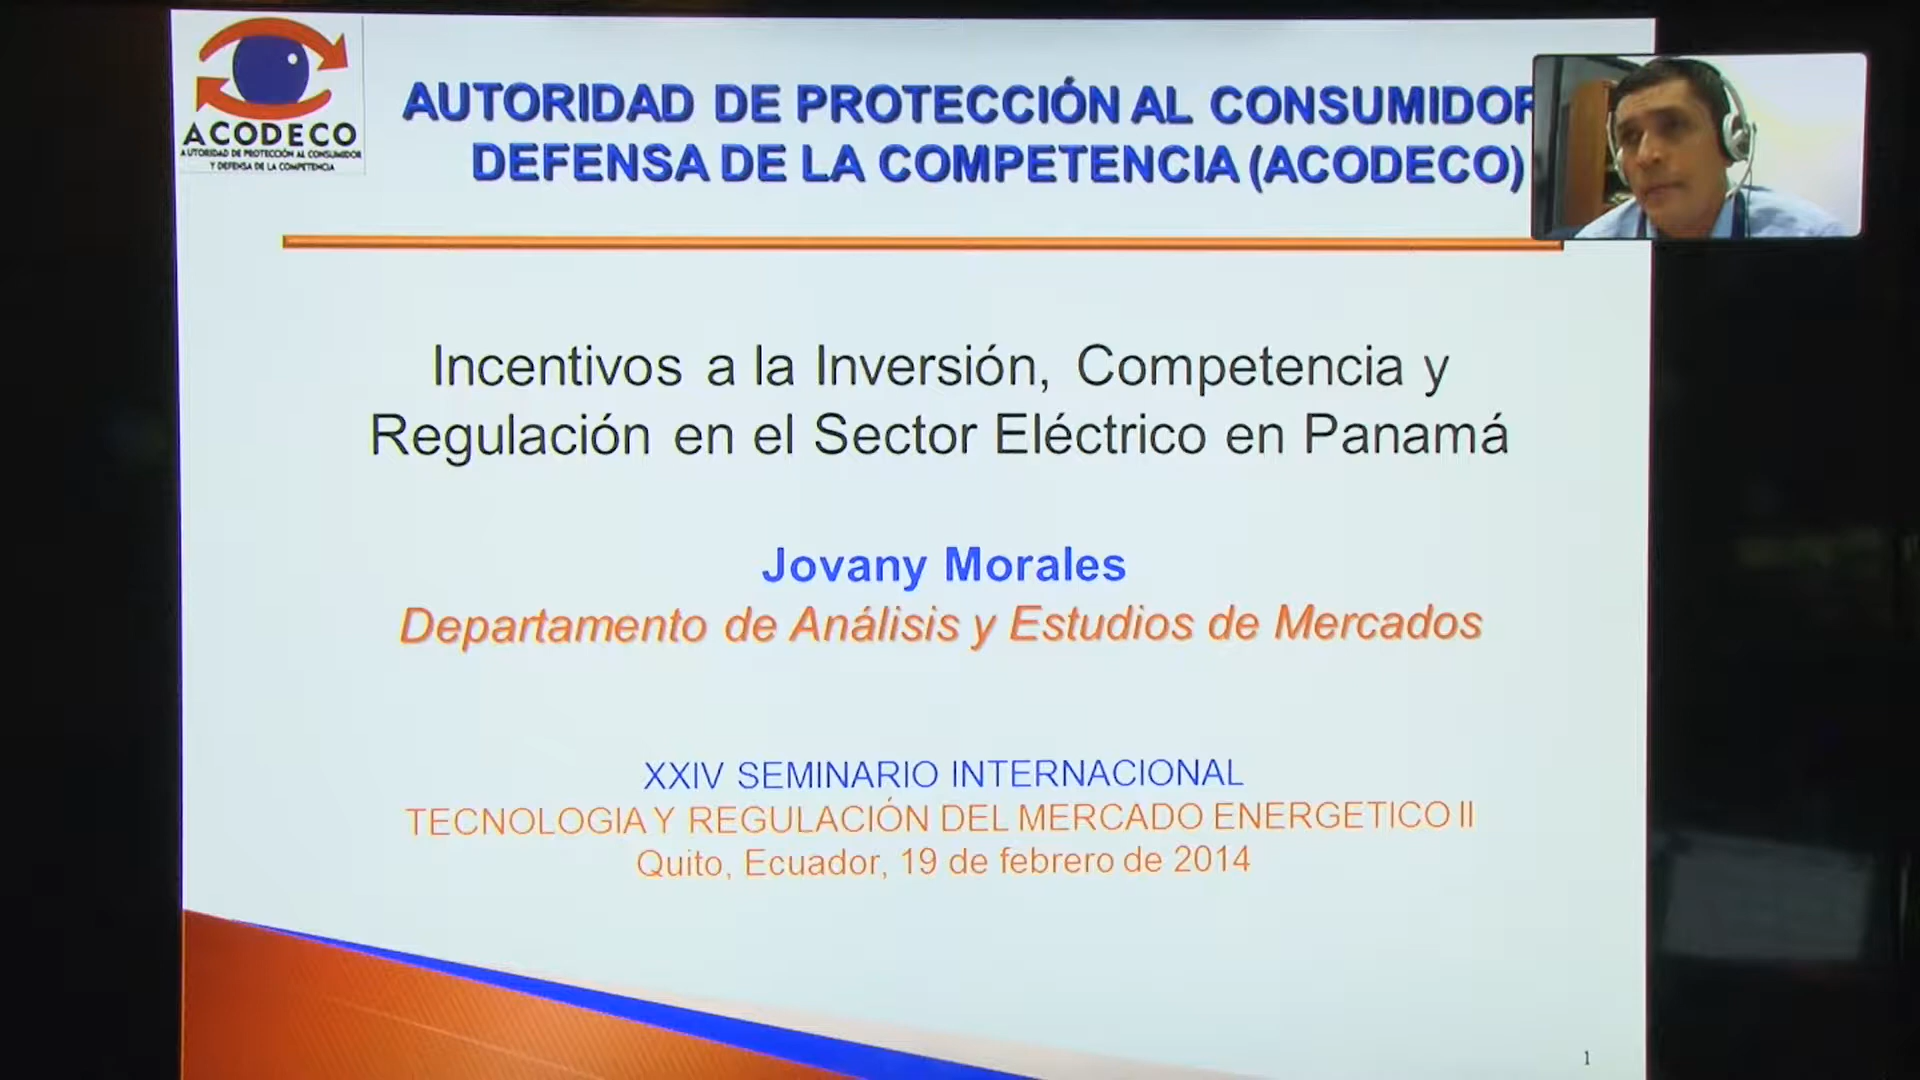 ACODECO
AUTORIDAD DE PROTECCIÓN AL CONSUMIDOR
Y DEFENSA DE LA COMPETENCIA
AUTORIDAD DE PROTECCIÓN AL CONSUMIDOR
DEFENSA DE LA COMPETENCIA (ACODECO)
Incentivos a la Inversión, Competencia y
Regulación en el Sector Eléctrico en Panamá
Jovany Morales
Departamento de Análisis y Estudios de Mercados
XXIV SEMINARIO INTERNACIONAL
TECNOLOGIA Y REGULACIÓN DEL MERCADO ENERGETICO II
Quito, Ecuador, 19 de febrero de 2014
1